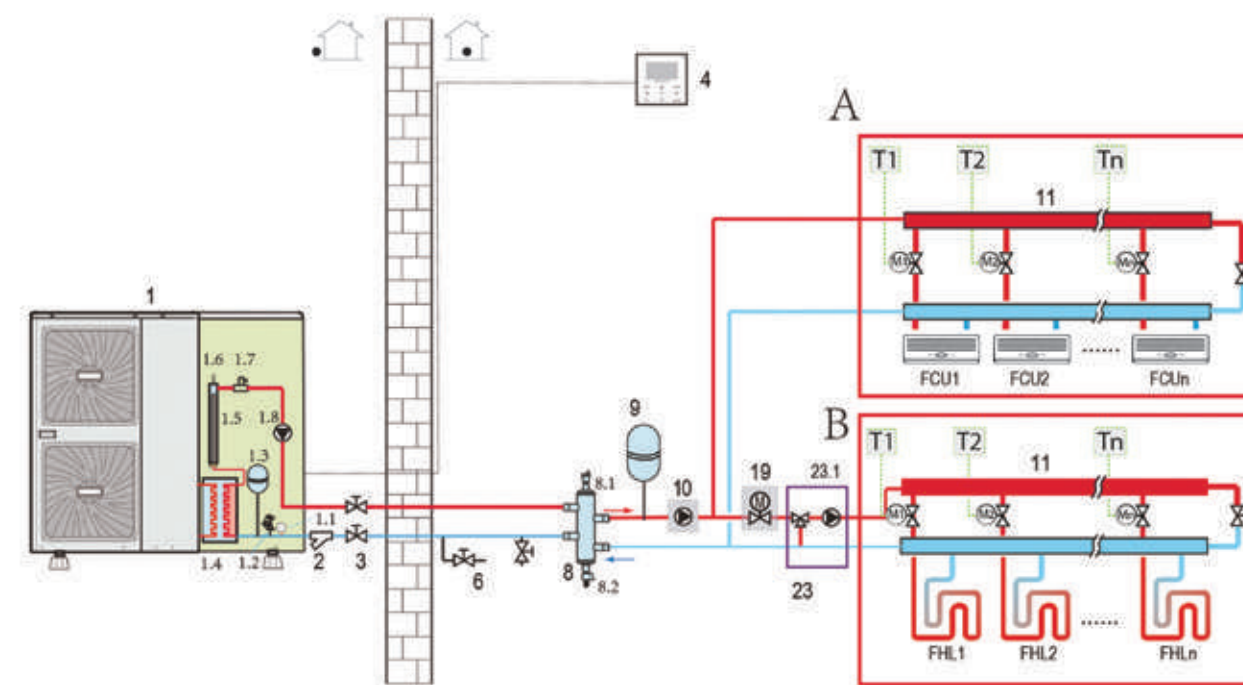 4
A
T1 T2 Tn
11
M1 M2 Mn
FCU1 FCU2 ...... FCUn
1
1.6 1.7
1.5 1.8
1.3
1.1
1.4 1.2 2 3
6
8.1
8
8.2
9
10
19
M
23.1
23
B
T1 T2 Tn
11
M1 M2 Mn
FHL1 FHL2 ...... FHLn